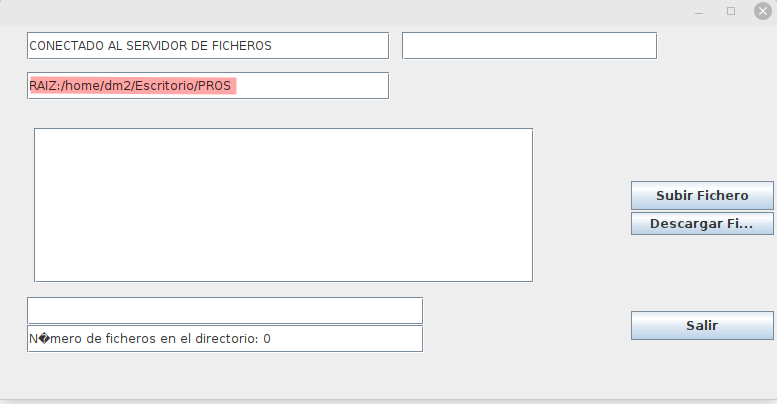 CONECTADO AL SERVIDOR DE FICHEROS
RAIZ:/home/dm2/Escritorio/PROS
Subir Fichero
Descargar Fi...
N�mero de ficheros en el directorio: 0
Salir